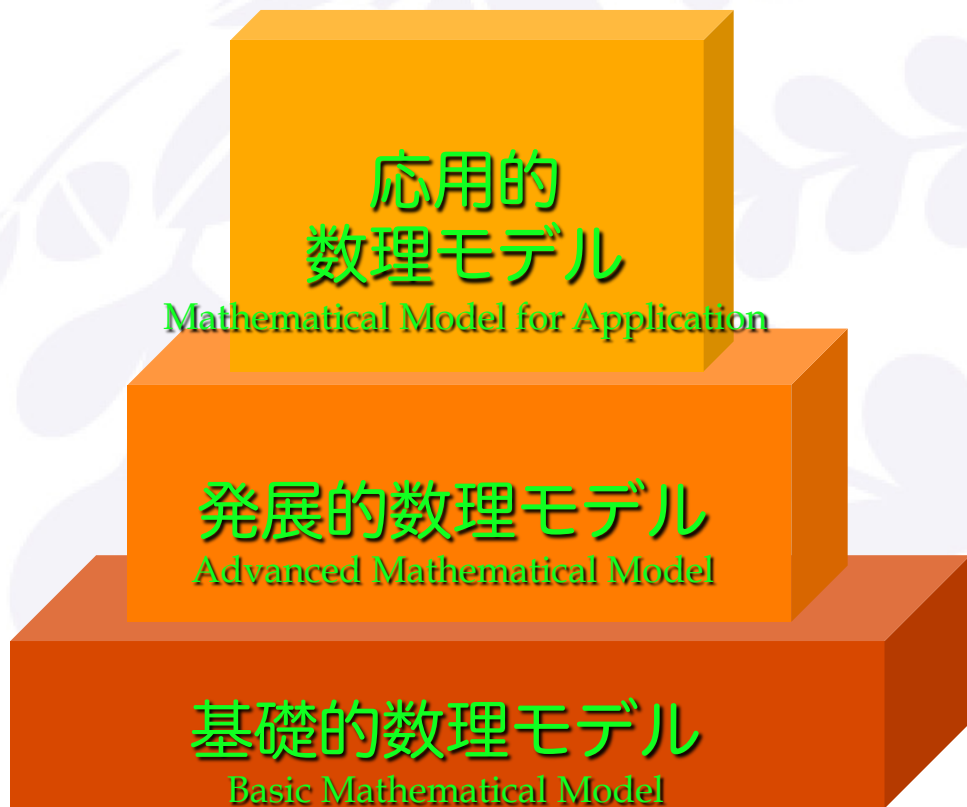 応用的
数理モデル
Mathematical Model for Application
発展的数理モデル
Advanced Mathematical Model
基礎的数理モデル
Basic Mathematical Model